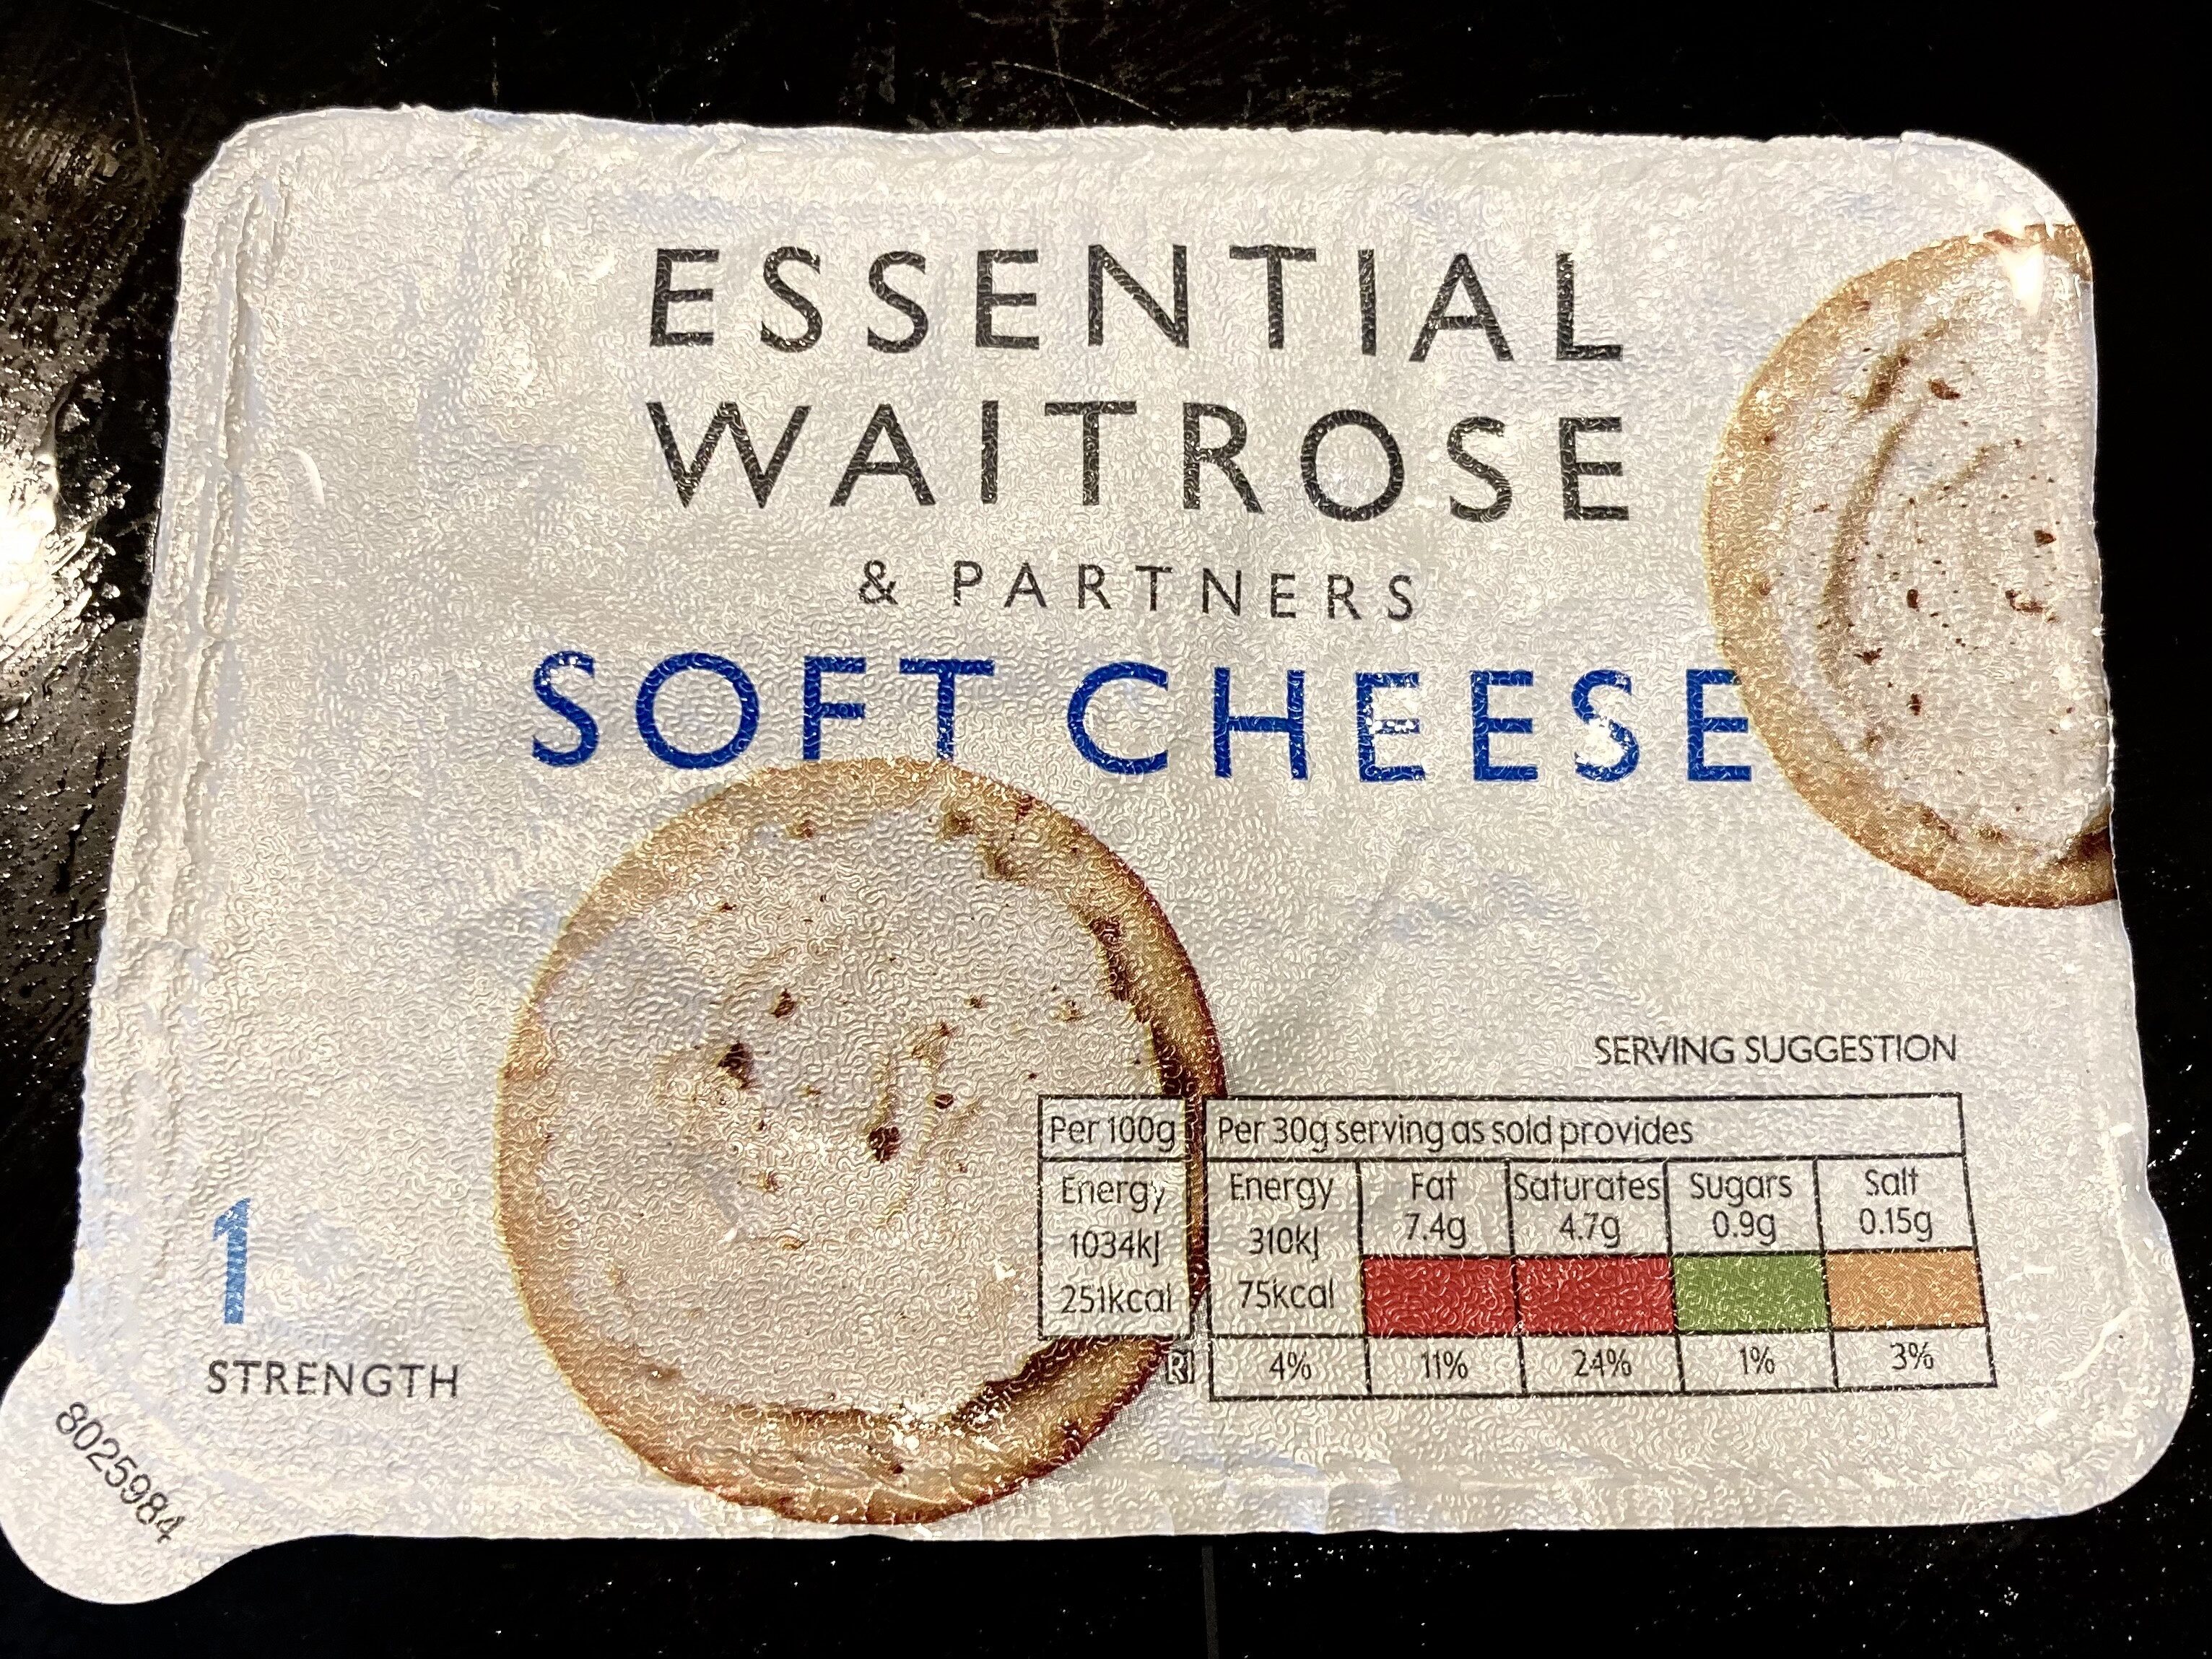 ESSENTIAL
WAITROSE
& PARTNERS
SOFT CHEESE
SERVING SUGGESTION
Per 100g Per 30g serving as sold provides
Energy Energy Fat Saturates Sugars Salt
1034kJ 310kJ 7.4g 4.7g 0.9g 0.15g
251kcal 75kcal
RI 4% 11% 24% 1% 3%
1
STRENGTH
8025984